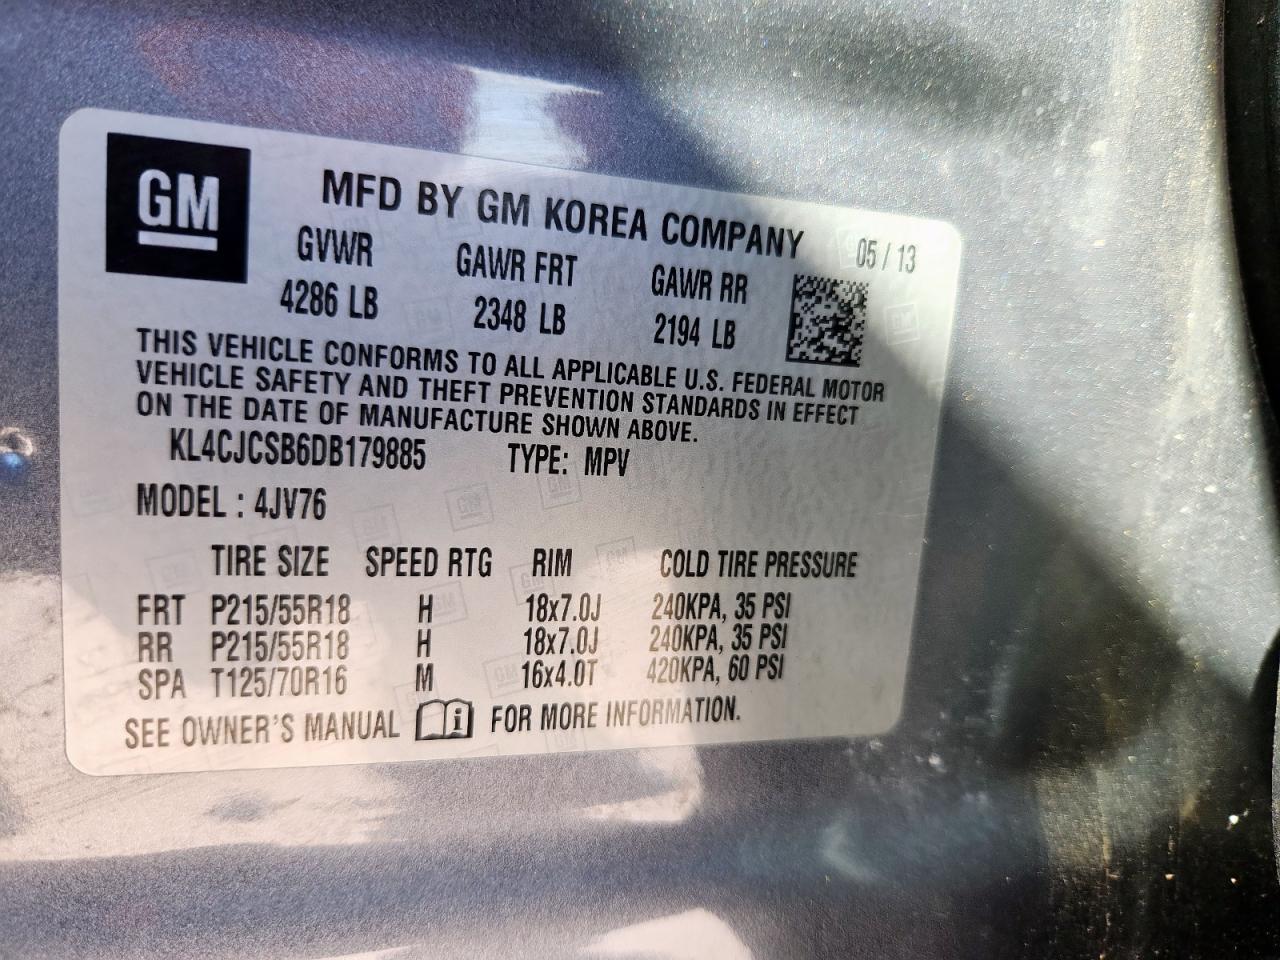 GM
MFD BY GM KOREA COMPANY 05 / 13
GVWR GAWR FRT GAWR RR
4286 LB 2348 LB 2194 LB
THIS VEHICLE CONFORMS TO ALL APPLICABLE U.S. FEDERAL MOTOR
VEHICLE SAFETY AND THEFT PREVENTION STANDARDS IN EFFECT
ON THE DATE OF MANUFACTURE SHOWN ABOVE.
KL4CJCSB6DB179885 TYPE: MPV
MODEL : 4JV76
TIRE SIZE SPEED RTG RIM COLD TIRE PRESSURE
FRT P215/55R18 H 18x7.0J 240KPA, 35 PSI
RR P215/55R18 H 18x7.0J 240KPA, 35 PSI
SPA T125/70R16 M 16x4.0T 420KPA, 60 PSI
SEE OWNER'S MANUAL i FOR MORE INFORMATION.